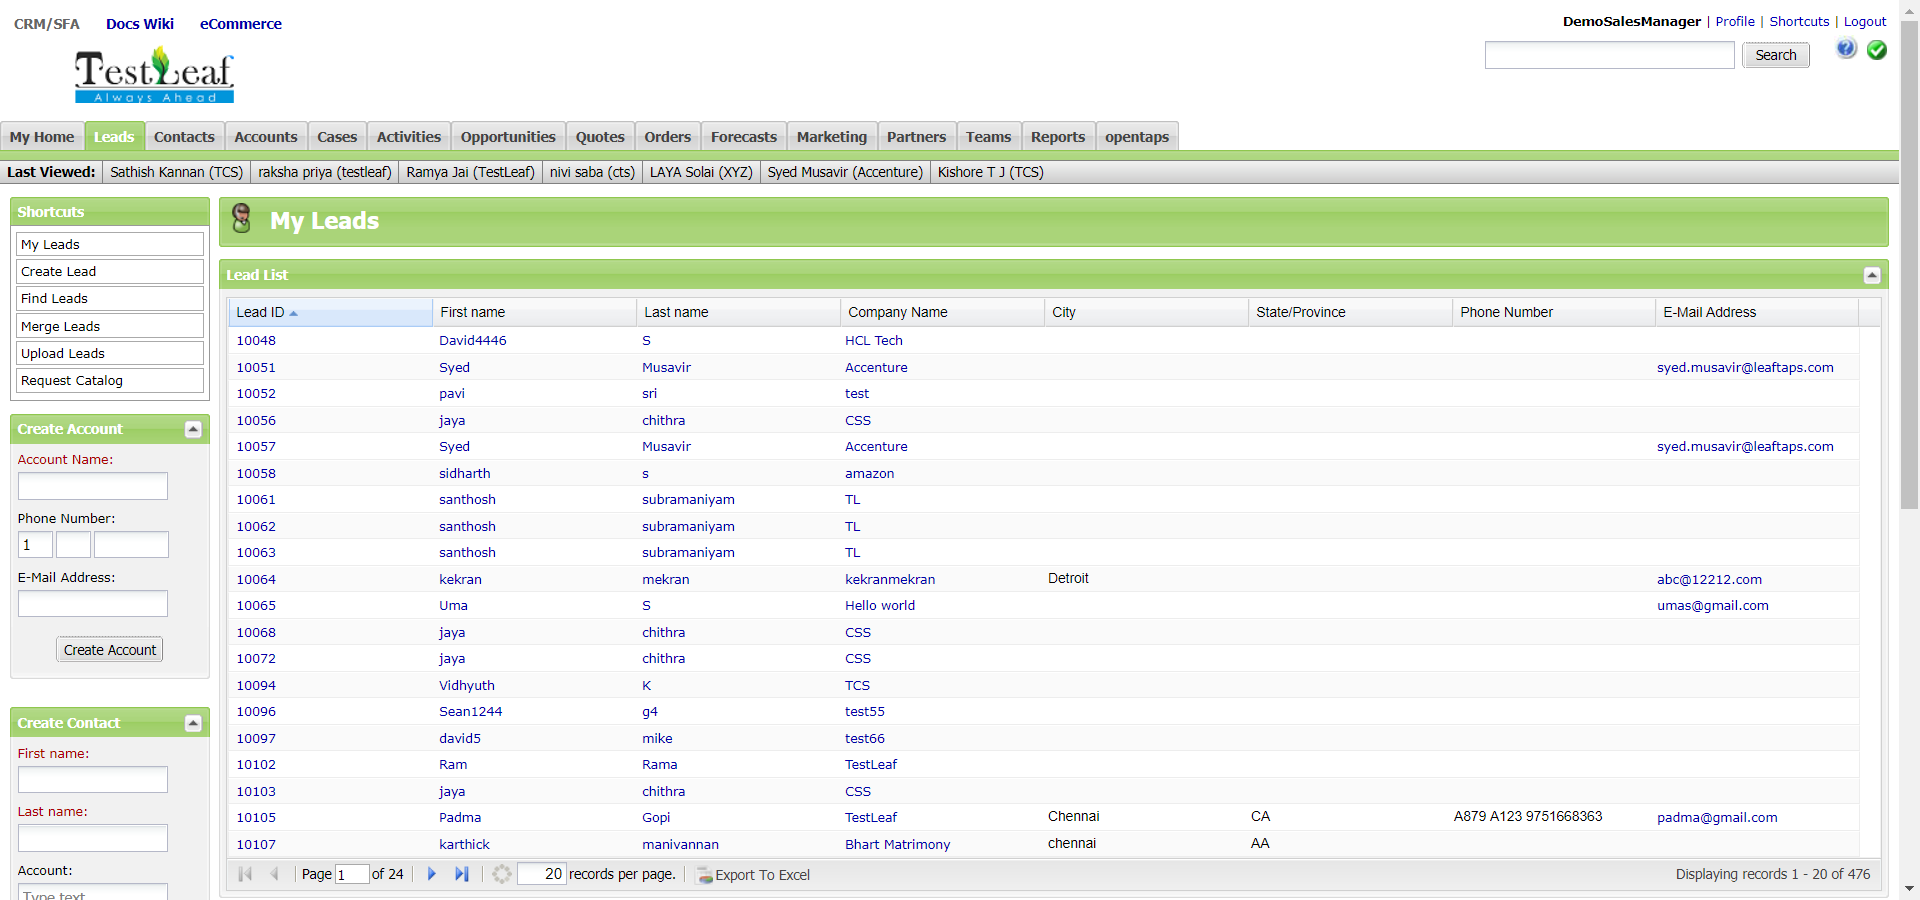 CRM/SFA Docs Wiki eCommerce
DemoSalesManager | Profile | Shortcuts | Logout
Search
TestLeaf
Always Ahead
My Home Leads Contacts Accounts Cases Activities Opportunities Quotes Orders Forecasts Marketing Partners Teams Reports opentaps
Last Viewed: Sathish Kannan (TCS) raksha priya (testleaf) Ramya Jai (TestLeaf) nivi saba (cts) LAYA Solai (XYZ) Syed Musavir (Accenture) Kishore T J (TCS)
Shortcuts
My Leads
Create Lead
Find Leads
Merge Leads
Upload Leads
Request Catalog
Create Account
Account Name:
Phone Number:
1
E-Mail Address:
Create Account
Create Contact
First name:
Last name:
Account:
Type text
My Leads
Lead List
Lead ID First name Last name Company Name City State/Province Phone Number E-Mail Address
10048 David4446 S HCL Tech
10051 Syed Musavir Accenture syed.musavir@leaftaps.com
10052 pavi sri test
10056 jaya chithra CSS
10057 Syed Musavir Accenture syed.musavir@leaftaps.com
10058 sidharth s amazon
10061 santhosh subramaniyam TL
10062 santhosh subramaniyam TL
10063 santhosh subramaniyam TL
10064 kekran mekran kekranmekran Detroit abc@12212.com
10065 Uma S Hello world umas@gmail.com
10068 jaya chithra CSS
10072 jaya chithra CSS
10094 Vidhyuth K TCS
10096 Sean1244 g4 test55
10097 david5 mike test66
10102 Ram Rama TestLeaf
10103 jaya chithra CSS
10105 Padma Gopi TestLeaf Chennai CA A879 A123 9751668363 padma@gmail.com
10107 karthick manivannan Bhart Matrimony chennai AA
Page 1 of 24 20 records per page. Export To Excel Displaying records 1 - 20 of 476